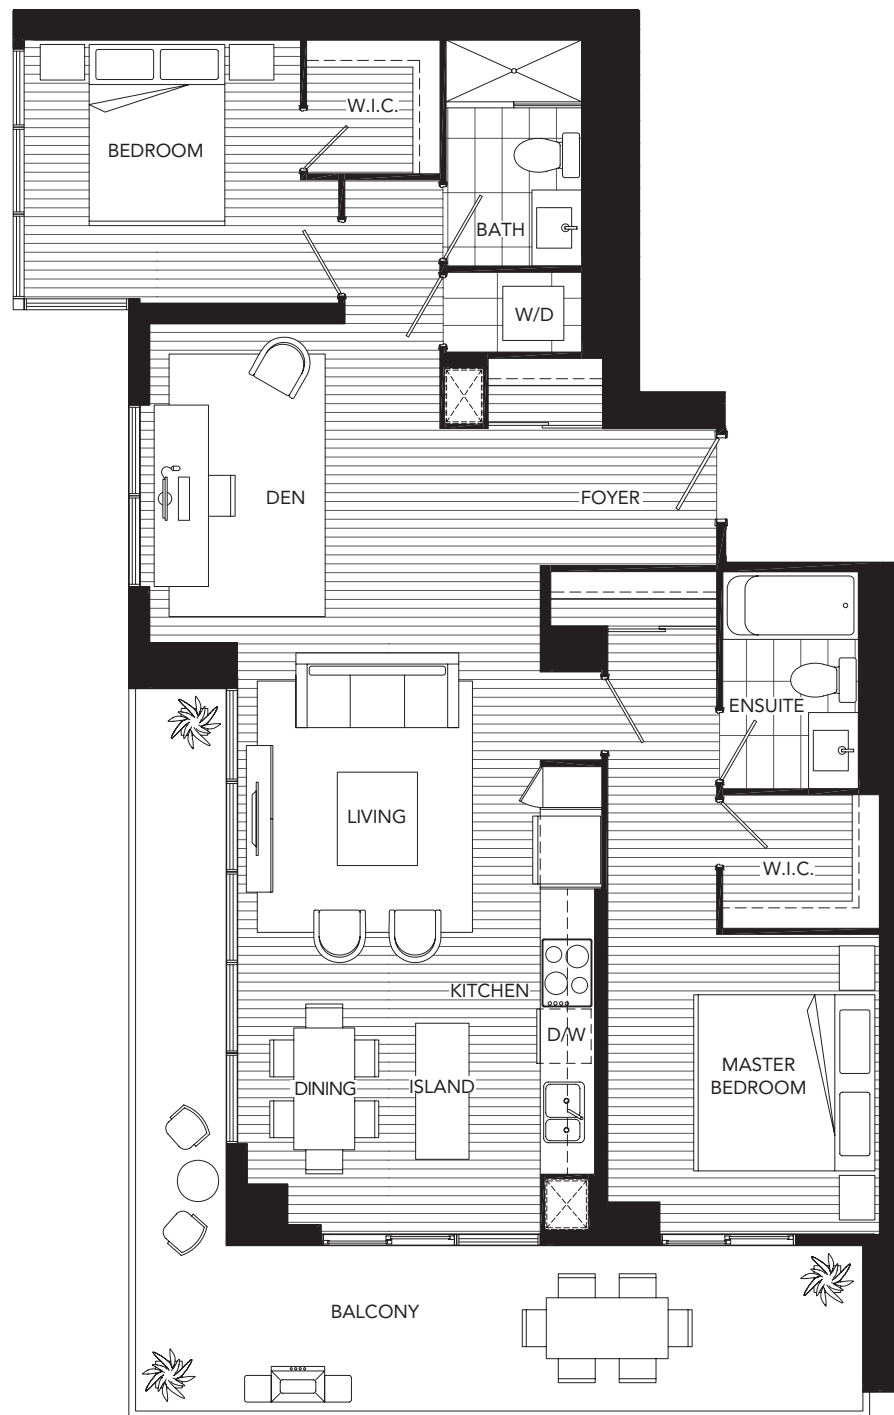 W.I.C.
BEDROOM
BATH
W/D
DEN
FOYER
ENSUITE
LIVING
W.I.C.
KITCHEN
D/W
MASTER
BEDROOM
DINING
ISLAND
BALCONY